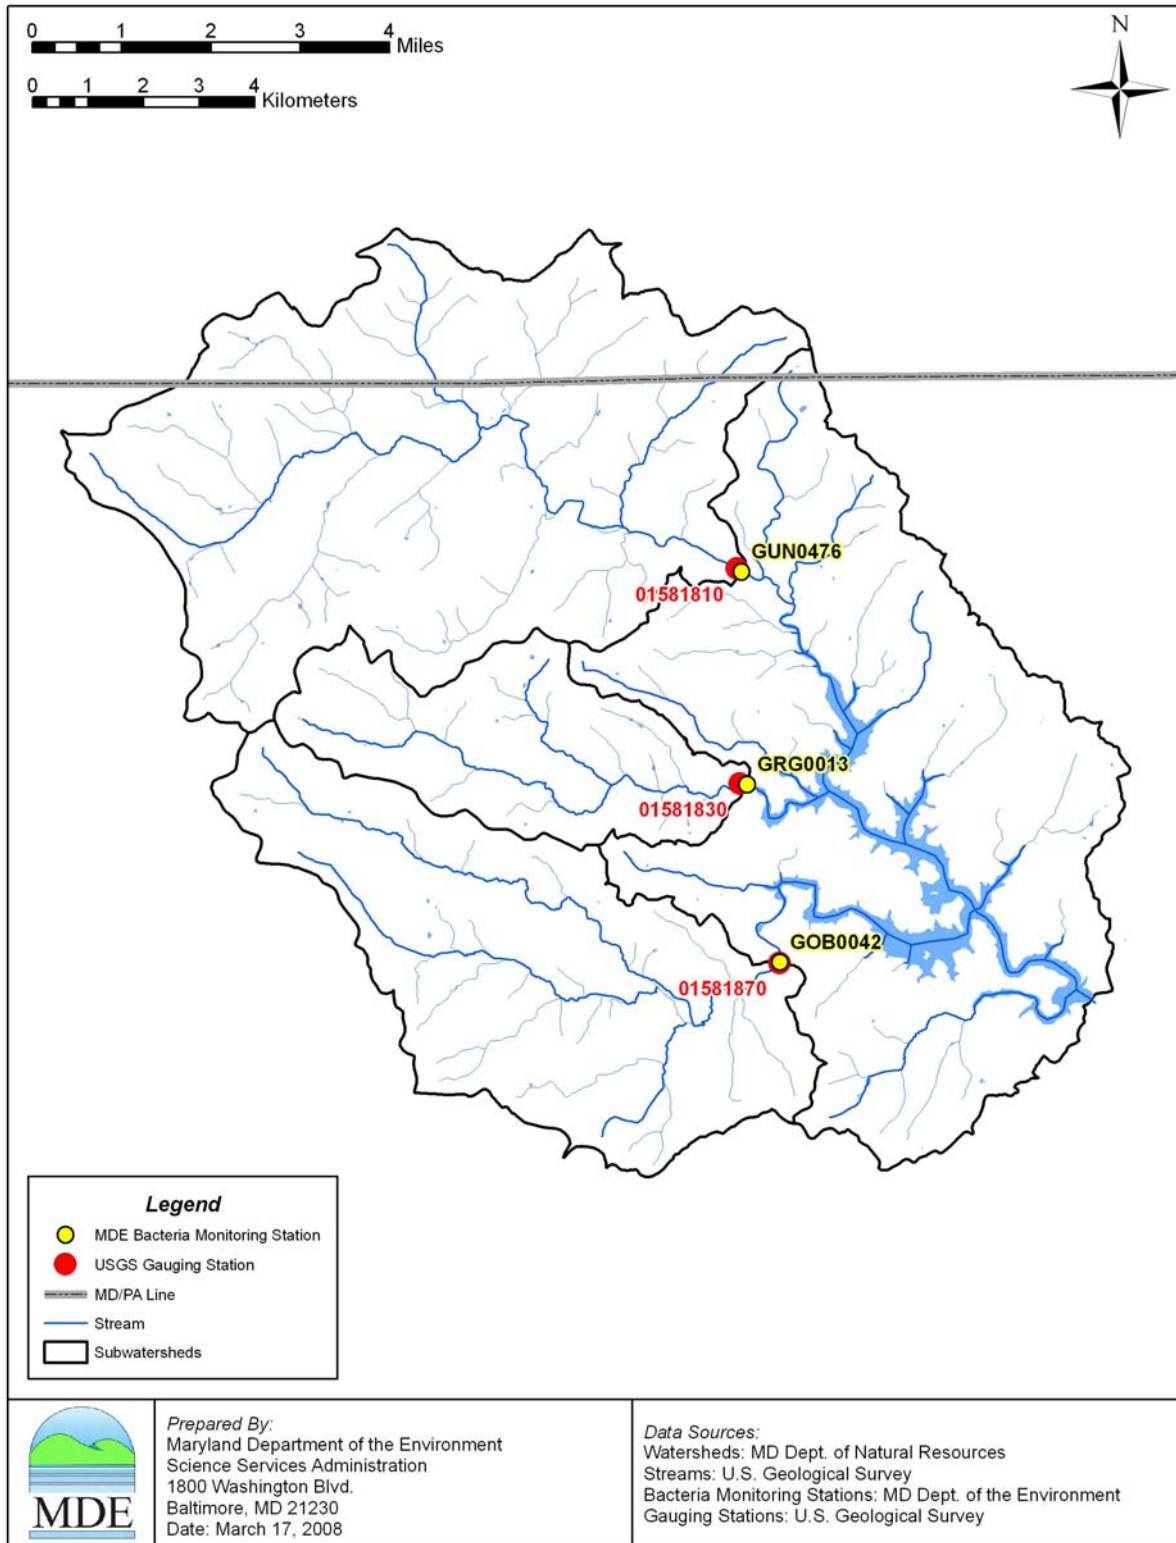 0 1 2 3 4
Miles
0 1 2 3 4
Kilometers
N
GUN0476
01581810
GRG0013
01581830
GOB0042
01581870
Legend
MDE Bacteria Monitoring Station
USGS Gauging Station
MD/PA Line
Stream
Subwatersheds
MDE
Prepared By:
Maryland Department of the Environment
Science Services Administration
1800 Washington Blvd.
Baltimore, MD 21230
Date: March 17, 2008
Data Sources:
Watersheds: MD Dept. of Natural Resources
Streams: U.S. Geological Survey
Bacteria Monitoring Stations: MD Dept. of the Environment
Gauging Stations: U.S. Geological Survey